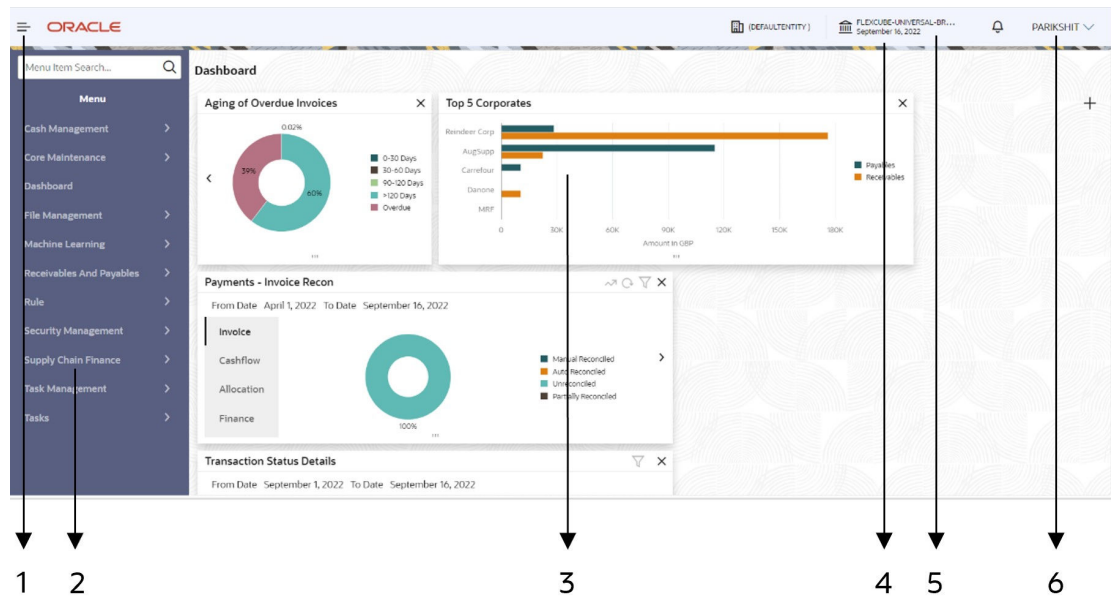 ORACLE
(DEFAULTENTITY)
FLEXCUBE-UNIVERSAL-BR...
September 16, 2022
PARIKSHIT
Menu Item Search...
Menu
Cash Management
Core Maintenance
Dashboard
File Management
Machine Learning
Receivables And Payables
Rule
Security Management
Supply Chain Finance
Task Management
Tasks
Dashboard
Aging of Overdue Invoices
0.02%
39%
60%
0-30 Days
30-60 Days
90-120 Days
>120 Days
Overdue
Top 5 Corporates
Reindeer Corp
AugSupp
Carrefour
Danone
MRF
0 30K 60K 90K 120K 150K 180K
Amount in GBP
Payables
Receivables
Payments - Invoice Recon
From Date April 1, 2022 To Date September 16, 2022
Invoice
Cashflow
Allocation
Finance
100%
Manual Reconciled
Auto Reconciled
Unreconciled
Partially Reconciled
Transaction Status Details
From Date September 1, 2022 To Date September 16, 2022
1 2 3 4 5 6